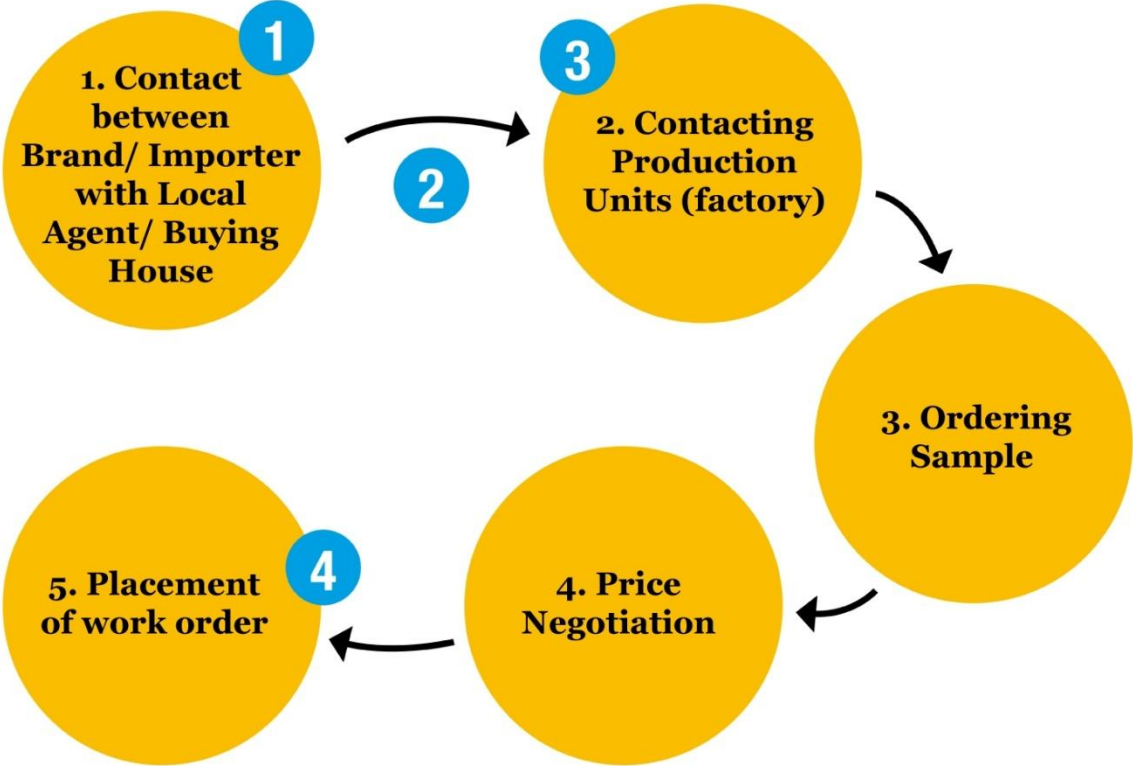 1
1. Contact
between
Brand/ Importer
with Local
Agent/ Buying
House
2
3
2. Contacting
Production
Units (factory)
3. Ordering
Sample
4. Price
Negotiation
4
5. Placement
of work order